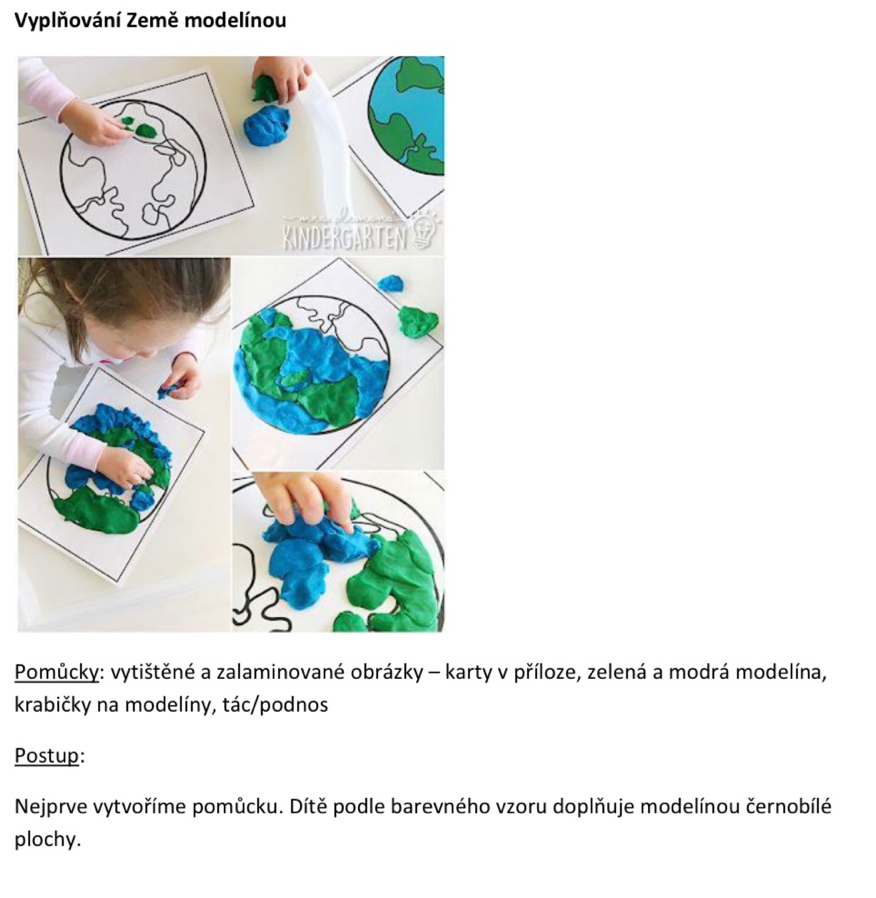 Vyplňování Země modelínou
mrs. plemons
KINDERGARTEN
Pomůcky: vytištěné a zalaminované obrázky – karty v příloze, zelená a modrá modelína,
krabičky na modelíny, tác/podnos
Postup:
Nejprve vytvoříme pomůcku. Dítě podle barevného vzoru doplňuje modelínou černobílé
plochy.